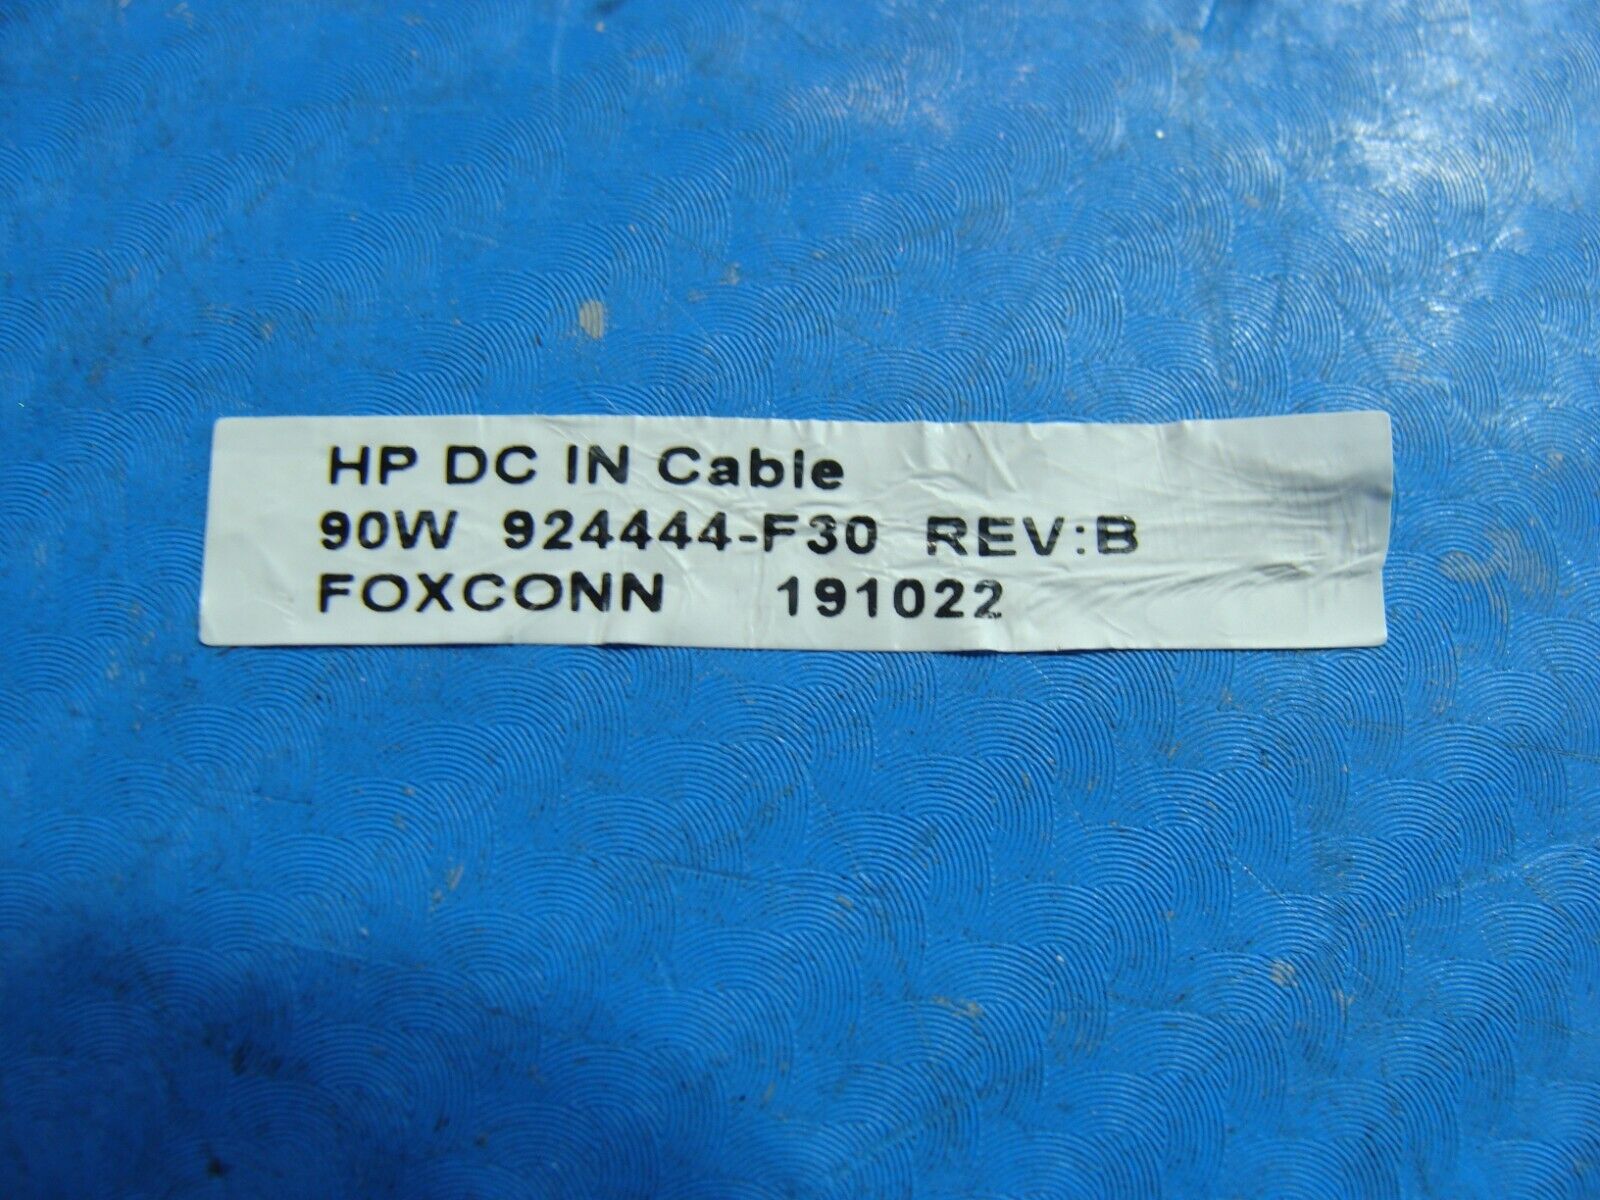 HP DC IN Cable
90W 924444-F30 REV:B
FOXCONN 191022